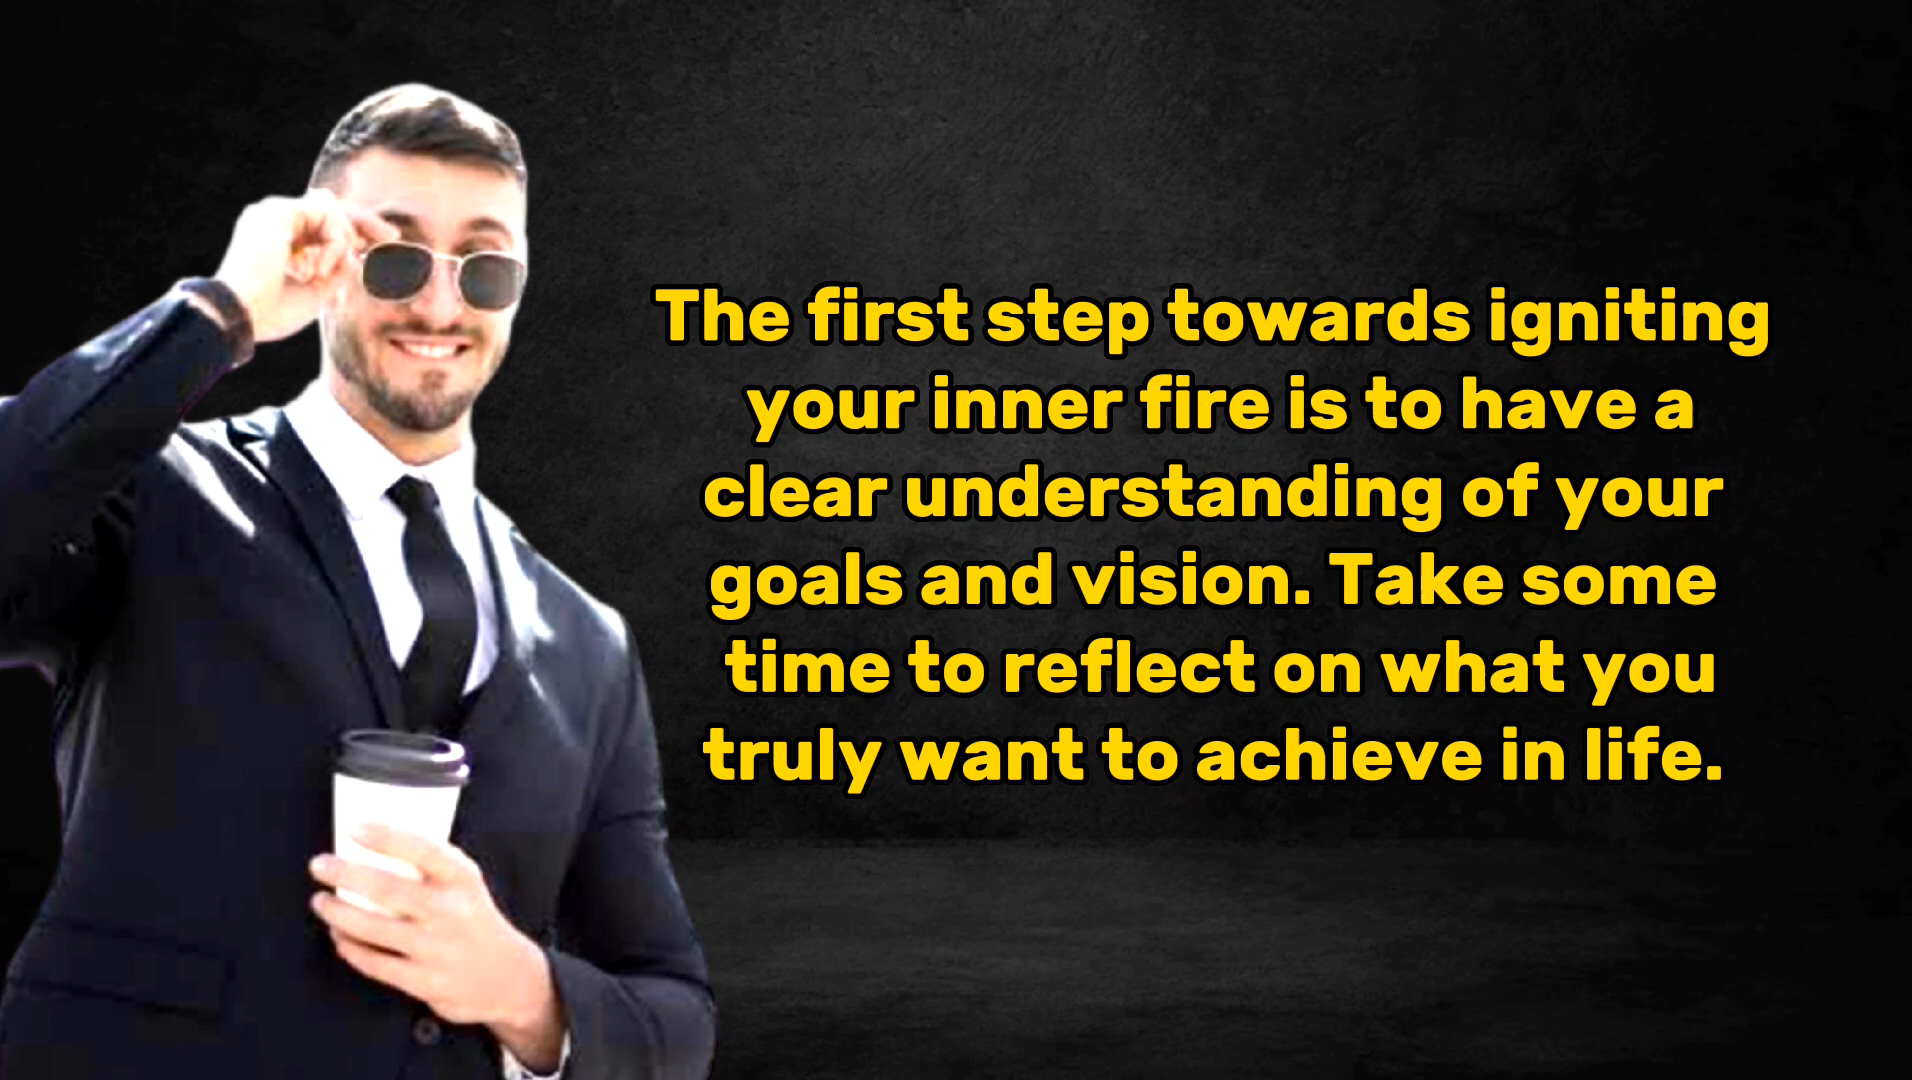 The first step towards igniting
your inner fire is to have a
clear understanding of your
goals and vision. Take some
time to reflect on what you
truly want to achieve in life.